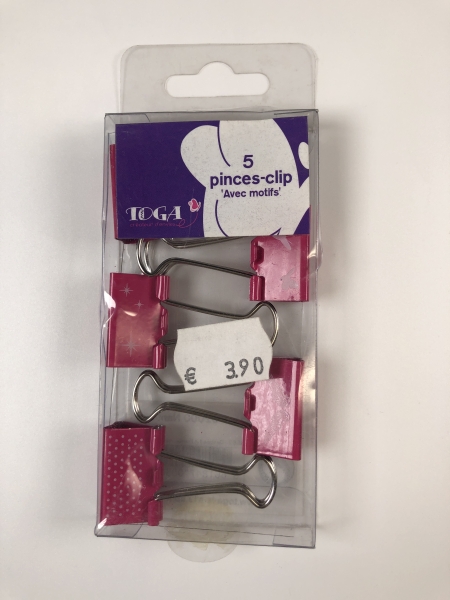 5
pinces-clip
'Avec motifs'
TOGA
€ 3.90